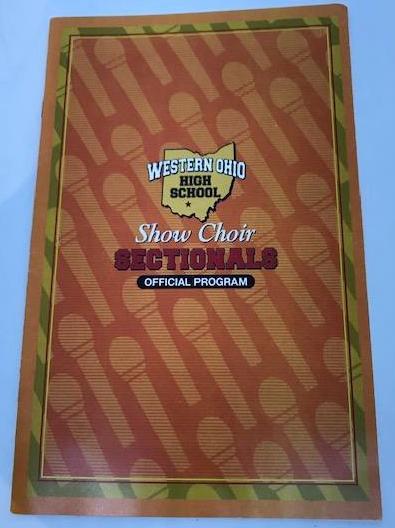 WESTERN OHIO
HIGH
SCHOOL
Show Choir
SECTIONALS
OFFICIAL PROGRAM